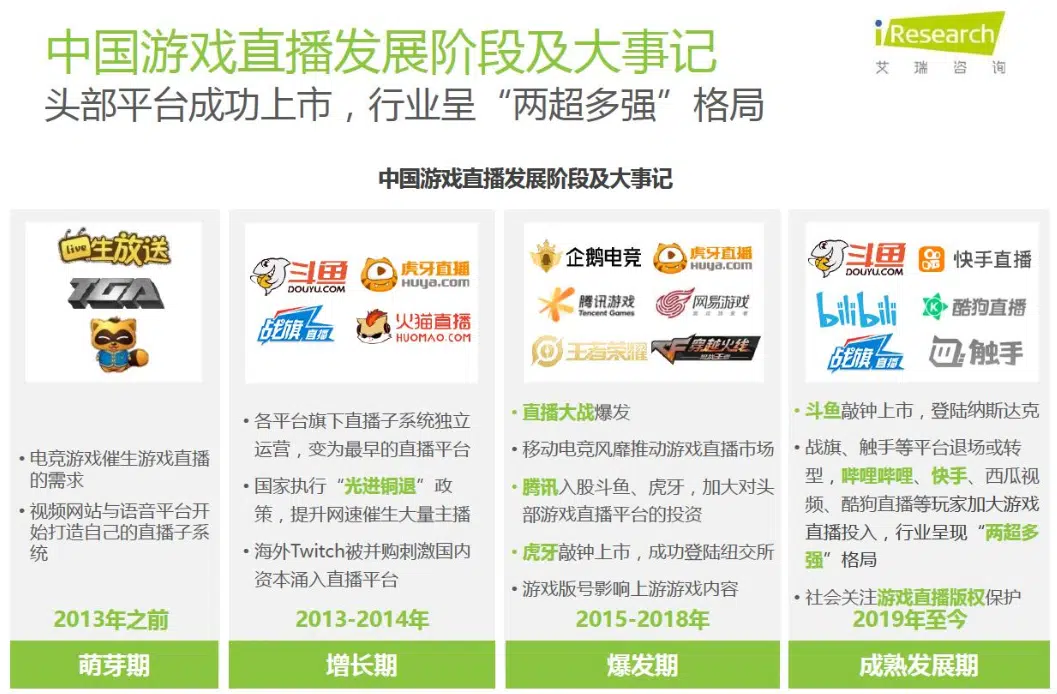 中国游戏直播发展阶段及大事记
iResearch
艾 瑞 咨 询
头部平台成功上市，行业呈“两超多强”格局
中国游戏直播发展阶段及大事记
live生放送
TGA
• 电竞游戏催生游戏直播
的需求
• 视频网站与语音平台开
始打造自己的直播子系
统
2013年之前
萌芽期
斗鱼
DOUYU.COM
虎牙直播
HUYA.com
战旗直播
火猫直播
HUOMAO.COM
• 各平台旗下直播子系统独立
运营，变为最早的直播平台
• 国家执行“光进铜退”政
策，提升网速催生大量主播
• 海外Twitch被并购刺激国内
资本涌入直播平台
2013-2014年
增长期
企鹅电竞
虎牙直播
HUYA.com
腾讯游戏
Tencent Games
网易游戏
王者荣耀
CF
穿越火线
• 直播大战爆发
• 移动电竞风靡推动游戏直播市场
• 腾讯入股斗鱼、虎牙，加大对头
部游戏直播平台的投资
• 虎牙敲钟上市，成功登陆纽交所
• 游戏版号影响上游游戏内容
2015-2018年
爆发期
斗鱼
DOUYU.COM
快手直播
bilibili
酷狗直播
战旗直播
触手
• 斗鱼敲钟上市，登陆纳斯达克
• 战旗、触手等平台退场或转
型，哔哩哔哩、快手、西瓜视
频、酷狗直播等玩家加大游戏
直播投入，行业呈现“两超多
强”格局
• 社会关注游戏直播版权保护
2019年至今
成熟发展期